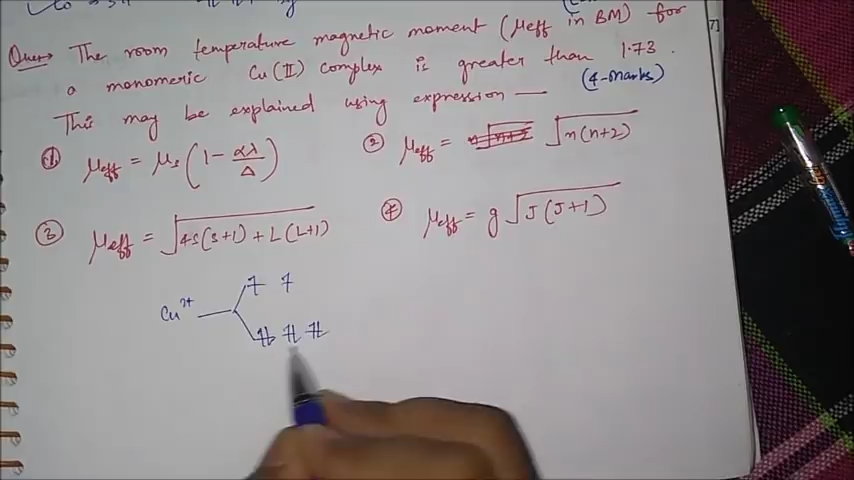 Ques→ The room temperature magnetic moment (μeff in BM) for
a monomeric Cu(II) complex is greater than 1.73.
This may be explained using expression — (4-marks)
① μeff = μs (1 - αλ/Δ)
② μeff = √n(n+2)
③ μeff = √4S(S+1) + L(L+1)
④ μeff = g √J(J+1)
Cu²⁺